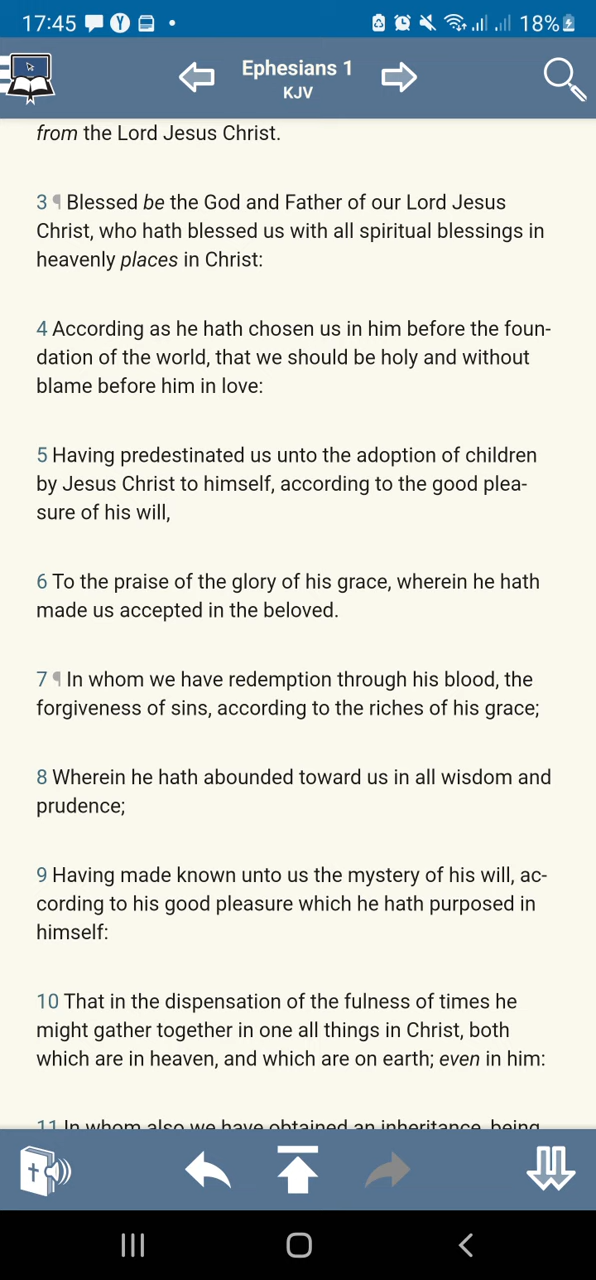 17:45
18%
Ephesians 1
KJV
from the Lord Jesus Christ.
3 ¶ Blessed be the God and Father of our Lord Jesus
Christ, who hath blessed us with all spiritual blessings in
heavenly places in Christ:
4 According as he hath chosen us in him before the foun-
dation of the world, that we should be holy and without
blame before him in love:
5 Having predestinated us unto the adoption of children
by Jesus Christ to himself, according to the good plea-
sure of his will,
6 To the praise of the glory of his grace, wherein he hath
made us accepted in the beloved.
7 ¶ In whom we have redemption through his blood, the
forgiveness of sins, according to the riches of his grace;
8 Wherein he hath abounded toward us in all wisdom and
prudence;
9 Having made known unto us the mystery of his will, ac-
cording to his good pleasure which he hath purposed in
himself:
10 That in the dispensation of the fulness of times he
might gather together in one all things in Christ, both
which are in heaven, and which are on earth; even in him:
11 In whom also we have obtained an inheritance, being